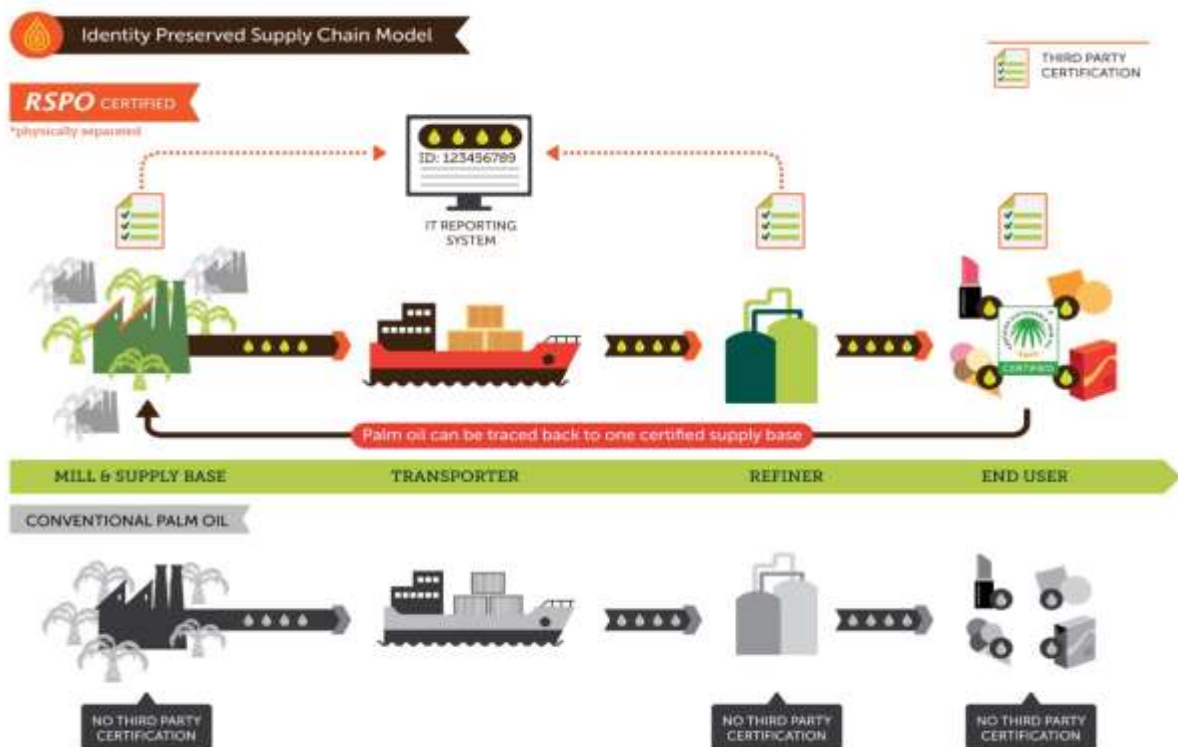 Identity Preserved Supply Chain Model
THIRD PARTY
CERTIFICATION
RSPO CERTIFIED
*physically separated
ID: 123456789
IT REPORTING
SYSTEM
CERTIFIED
Palm oil can be traced back to one certified supply base
MILL & SUPPLY BASE
TRANSPORTER
REFINER
END USER
CONVENTIONAL PALM OIL
NO THIRD PARTY
CERTIFICATION
NO THIRD PARTY
CERTIFICATION
NO THIRD PARTY
CERTIFICATION